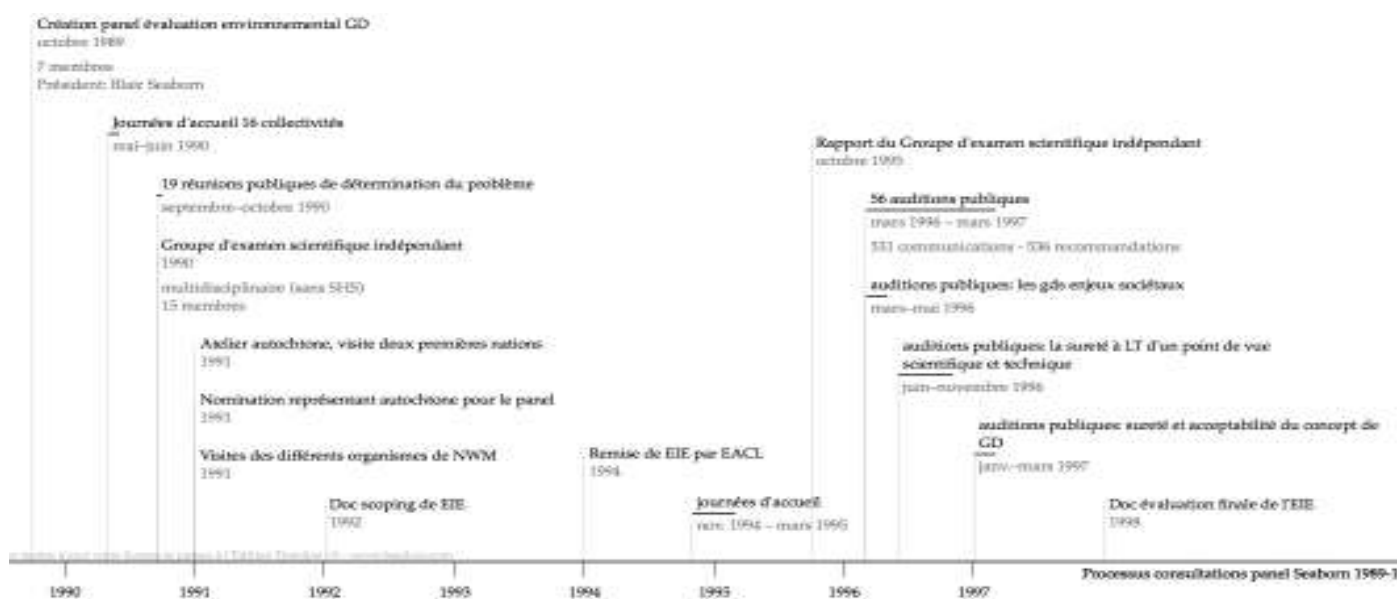 Création panel évaluation environnemental GD
octobre 1989
7 membres
Président: Blair Seaborn
Journées d'accueil 16 collectivités
mai–juin 1990
19 réunions publiques de détermination du problème
septembre–octobre 1990
Groupe d'examen scientifique indépendant
1990
multidisciplinaire (sans SHS)
15 membres
Atelier autochtone, visite deux premières nations
1991
Nomination représentant autochtone pour le panel
1991
Visites des différents organismes de NWM
1991
Doc scoping de EIE
1992
Remise de EIE par EACL
1994
journées d'accueil
nov. 1994 – mars 1995
Rapport du Groupe d'examen scientifique indépendant
octobre 1995
56 auditions publiques
mars 1996 – mars 1997
531 communications - 536 recommandations
auditions publiques: les gds enjeux sociétaux
mars–mai 1996
auditions publiques: la sureté à LT d'un point de vue
scientifique et technique
juin–novembre 1996
auditions publiques: sureté et acceptabilité du concept de
GD
janv.–mars 1997
Doc évaluation finale de l'EIE
1998
Processus consultations panel Seaborn 1989-1
1990 1991 1992 1993 1994 1995 1996 1997